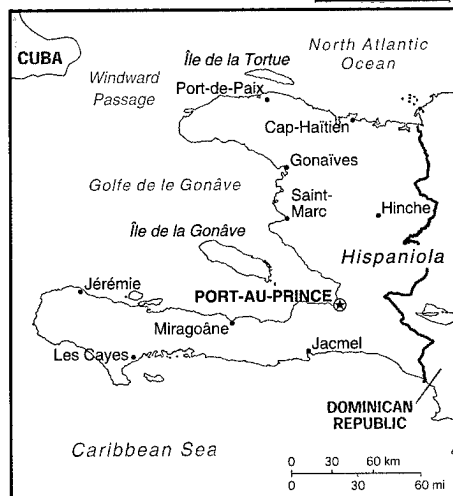 CUBA
North Atlantic
Ocean
Île de la Tortue
Windward
Passage
Port-de-Paix
Cap-Haïtien
Gonaïves
Golfe de le Gonâve
Saint-
Marc
Hinche
Île de la Gonâve
Hispaniola
Jérémie
PORT-AU-PRINCE
Miragoâne
Les Cayes
Jacmel
DOMINICAN
REPUBLIC
Caribbean Sea
0 30 60 km
0 30 60 mi